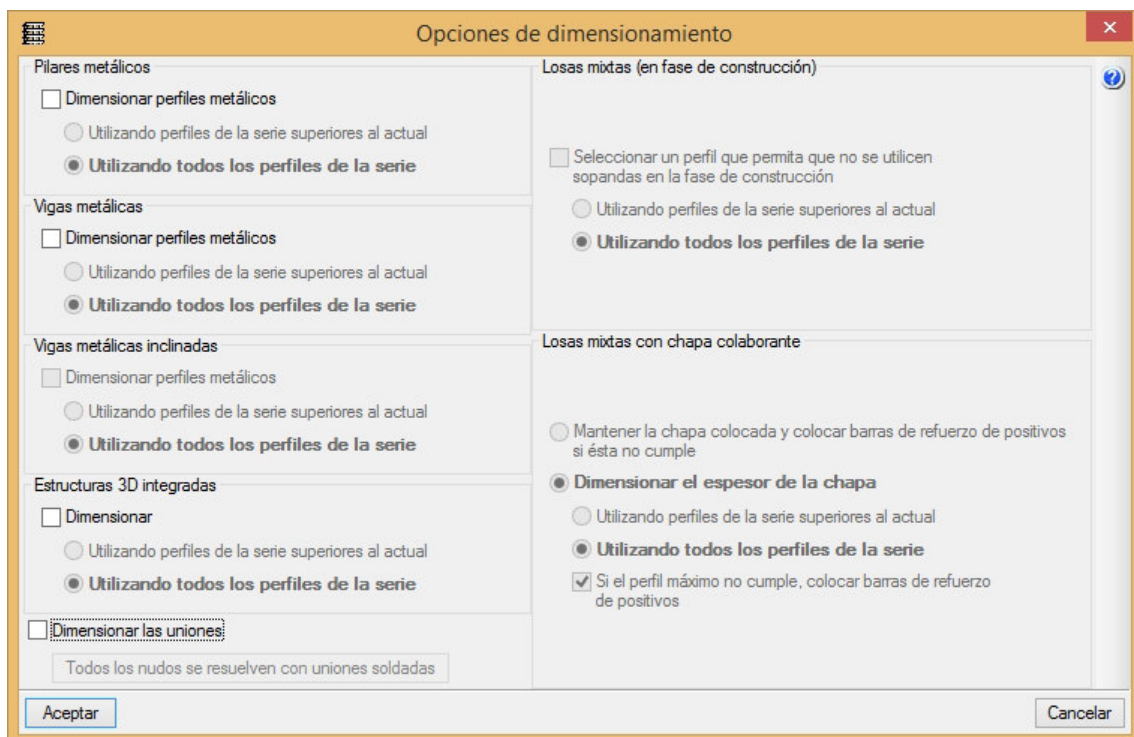 Opciones de dimensionamiento
Pilares metálicos
Dimensionar perfiles metálicos
Utilizando perfiles de la serie superiores al actual
Utilizando todos los perfiles de la serie
Vigas metálicas
Dimensionar perfiles metálicos
Utilizando perfiles de la serie superiores al actual
Utilizando todos los perfiles de la serie
Vigas metálicas inclinadas
Dimensionar perfiles metálicos
Utilizando perfiles de la serie superiores al actual
Utilizando todos los perfiles de la serie
Estructuras 3D integradas
Dimensionar
Utilizando perfiles de la serie superiores al actual
Utilizando todos los perfiles de la serie
Dimensionar las uniones
Todos los nudos se resuelven con uniones soldadas
Losas mixtas (en fase de construcción)
Seleccionar un perfil que permita que no se utilicen
sopandas en la fase de construcción
Utilizando perfiles de la serie superiores al actual
Utilizando todos los perfiles de la serie
Losas mixtas con chapa colaborante
Mantener la chapa colocada y colocar barras de refuerzo de positivos
si ésta no cumple
Dimensionar el espesor de la chapa
Utilizando perfiles de la serie superiores al actual
Utilizando todos los perfiles de la serie
Si el perfil máximo no cumple, colocar barras de refuerzo
de positivos
Aceptar
Cancelar